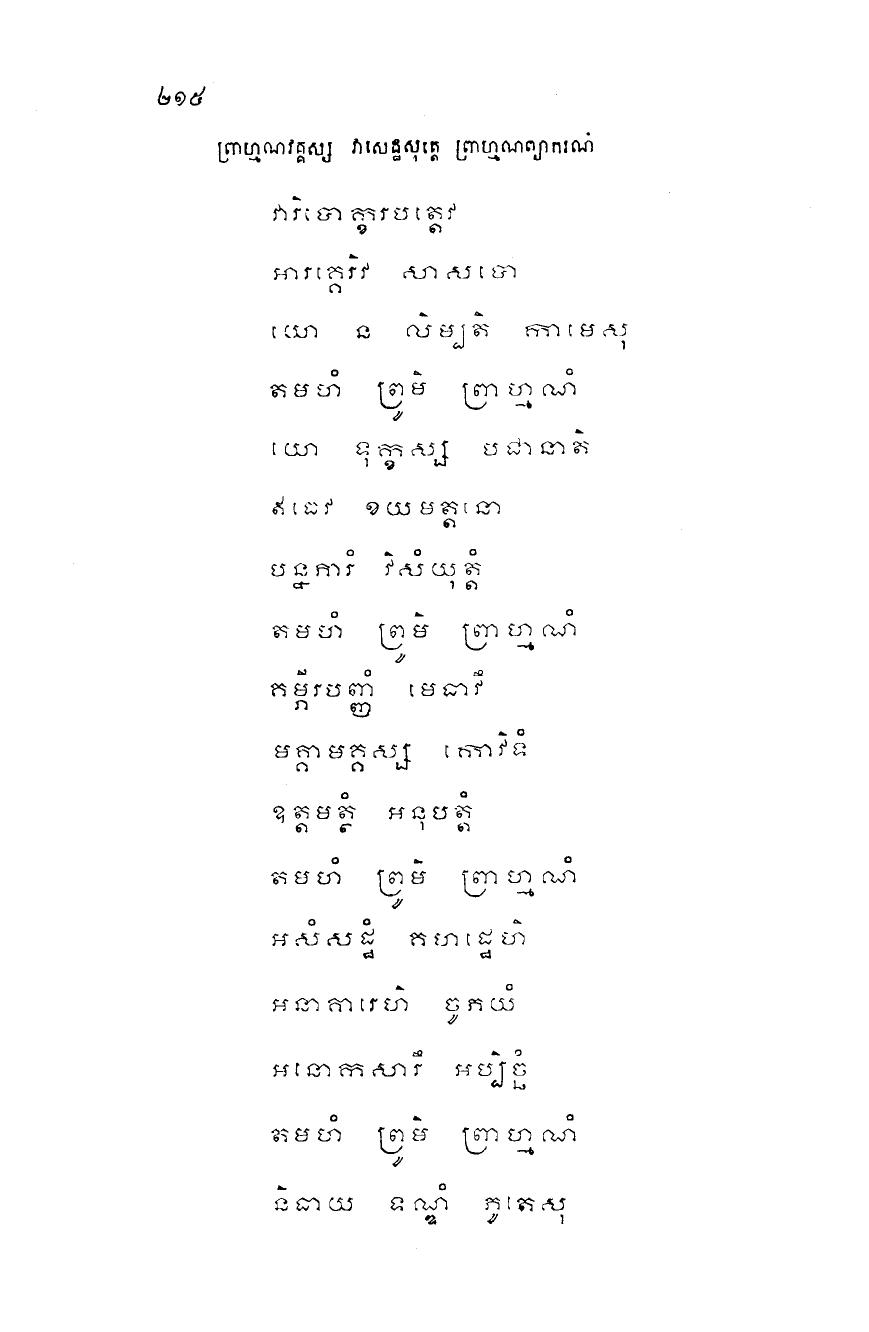 ២១៥
ព្រាហ្មណវគ្គស្ស វាសេដ្ឋសុត្តេ ព្រាហ្មណព្យាករណំ
វារិបោក្ខរបត្តេវ
អារគ្គេរិវ សាសបោ
យោ ន លិម្បតិ កាមេសុ
តមហំ ព្រូមិ ព្រាហ្មណំ
យោ ទុក្ខស្ស បជានាតិ
ឥធេវ ខយមត្តនោ
បន្នភារំ វិសំយុត្តំ
តមហំ ព្រូមិ ព្រាហ្មណំ
គម្ភីរបញ្ញំ មេធាវឹ
មគ្គាមគ្គស្ស កោវិទំ
ឧត្តមត្ថំ អនុបត្តំ
តមហំ ព្រូមិ ព្រាហ្មណំ
អសំសដ្ឋំ គហដ្ឋេហិ
អនាគារេហិ ចូភយំ
អនោកសារឹ អប្បិច្ឆំ
តមហំ ព្រូមិ ព្រាហ្មណំ
និធាយ ទណ្ឌំ ភូតេសុ